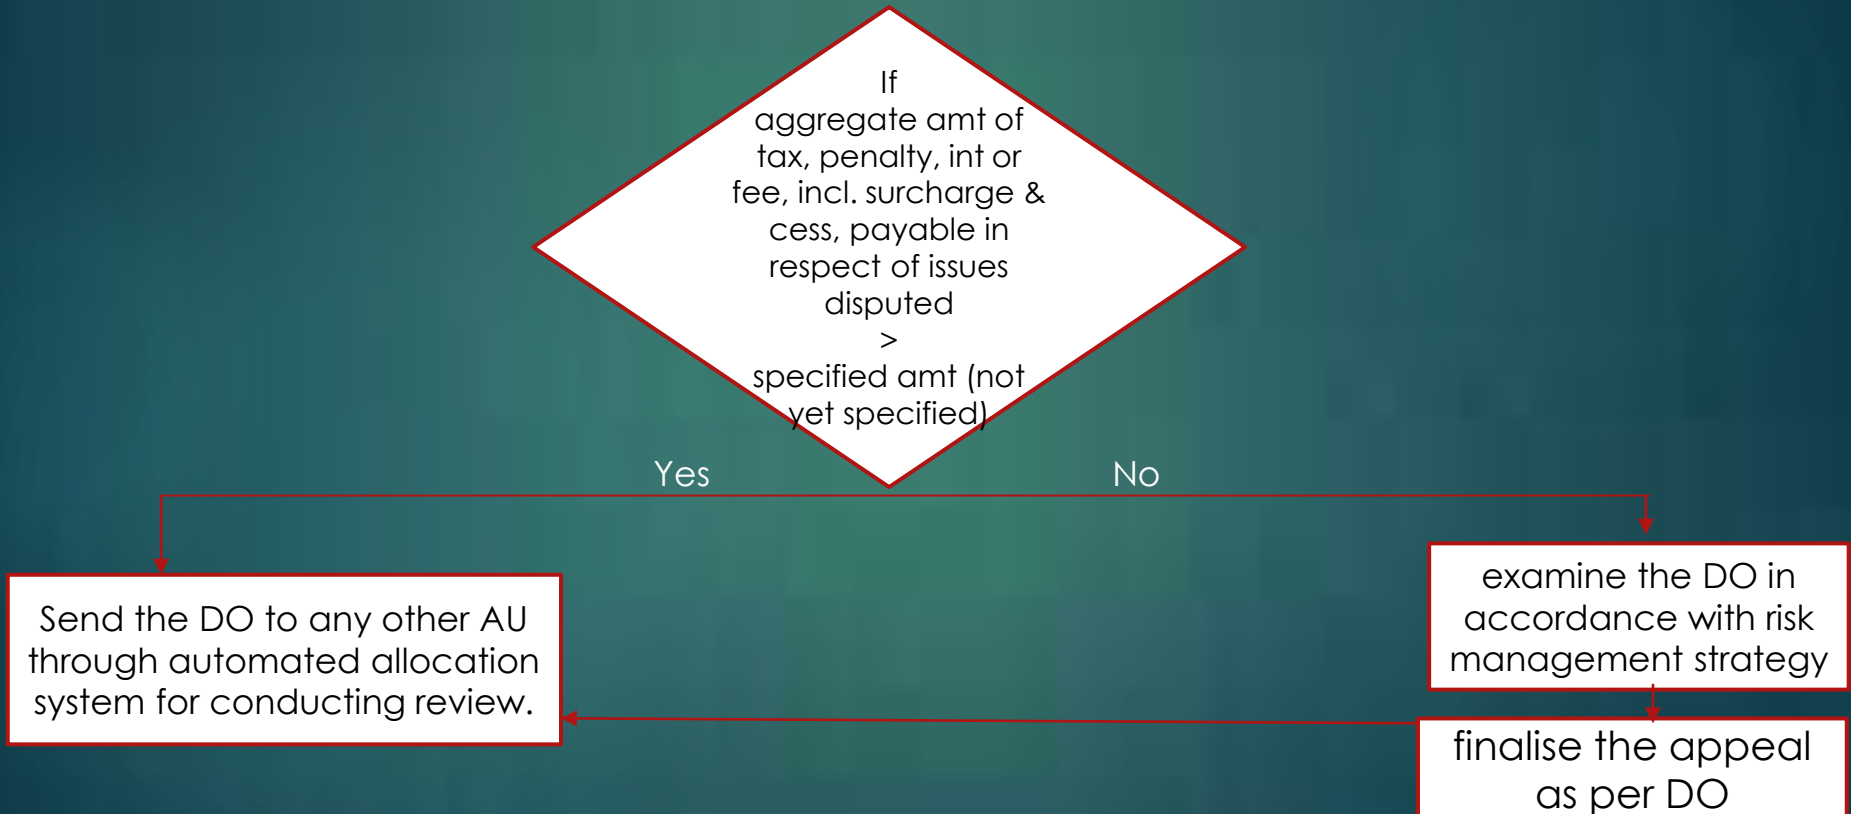 If
aggregate amt of
tax, penalty, int or
fee, incl. surcharge &
cess, payable in
respect of issues
disputed
>
specified amt (not
yet specified)
Yes
No
Send the DO to any other AU
through automated allocation
system for conducting review.
examine the DO in
accordance with risk
management strategy
finalise the appeal
as per DO